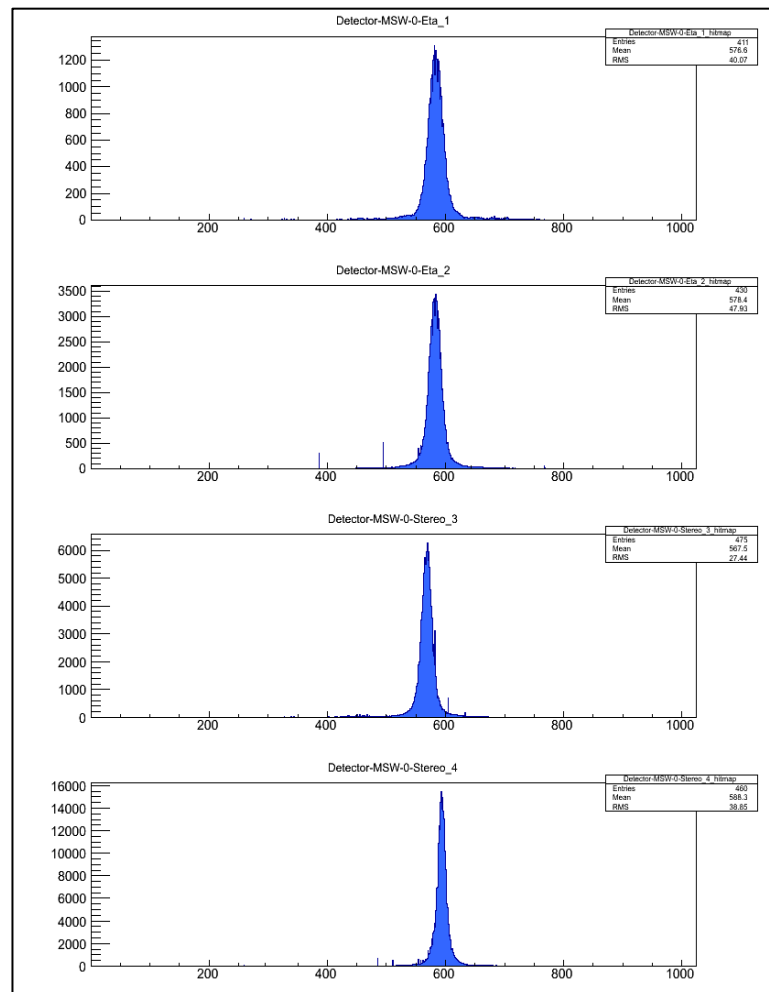 Detector-MSW-0-Eta_1
Detector-MSW-0-Eta_1_hitmap
Entries 411
Mean 576.6
RMS 40.07
1200
1000
800
600
400
200
0
200 400 600 800 1000
Detector-MSW-0-Eta_2
Detector-MSW-0-Eta_2_hitmap
Entries 430
Mean 578.4
RMS 47.93
3500
3000
2500
2000
1500
1000
500
0
200 400 600 800 1000
Detector-MSW-0-Stereo_3
Detector-MSW-0-Stereo_3_hitmap
Entries 475
Mean 567.5
RMS 27.44
6000
5000
4000
3000
2000
1000
0
200 400 600 800 1000
Detector-MSW-0-Stereo_4
Detector-MSW-0-Stereo_4_hitmap
Entries 460
Mean 588.3
RMS 38.85
16000
14000
12000
10000
8000
6000
4000
2000
0
200 400 600 800 1000